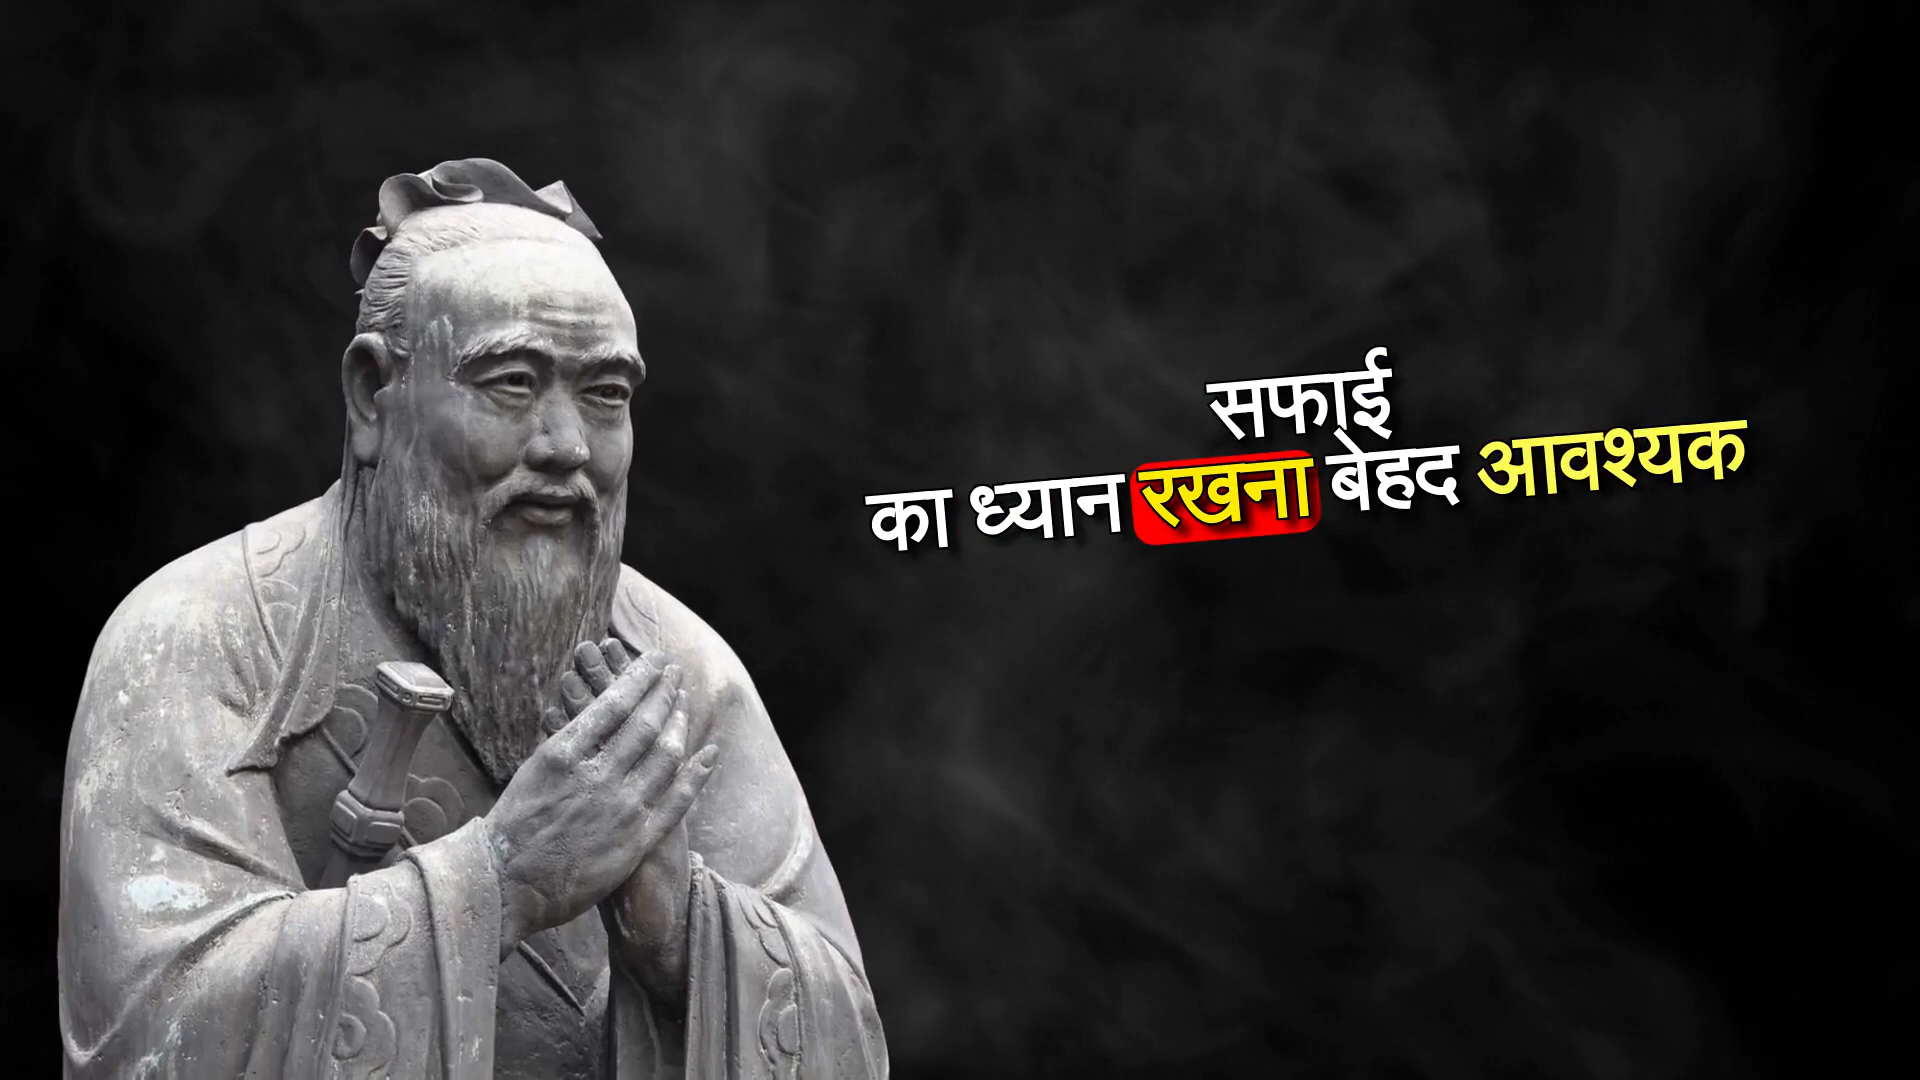 सफाई
का ध्यान रखना बेहद आवश्यक